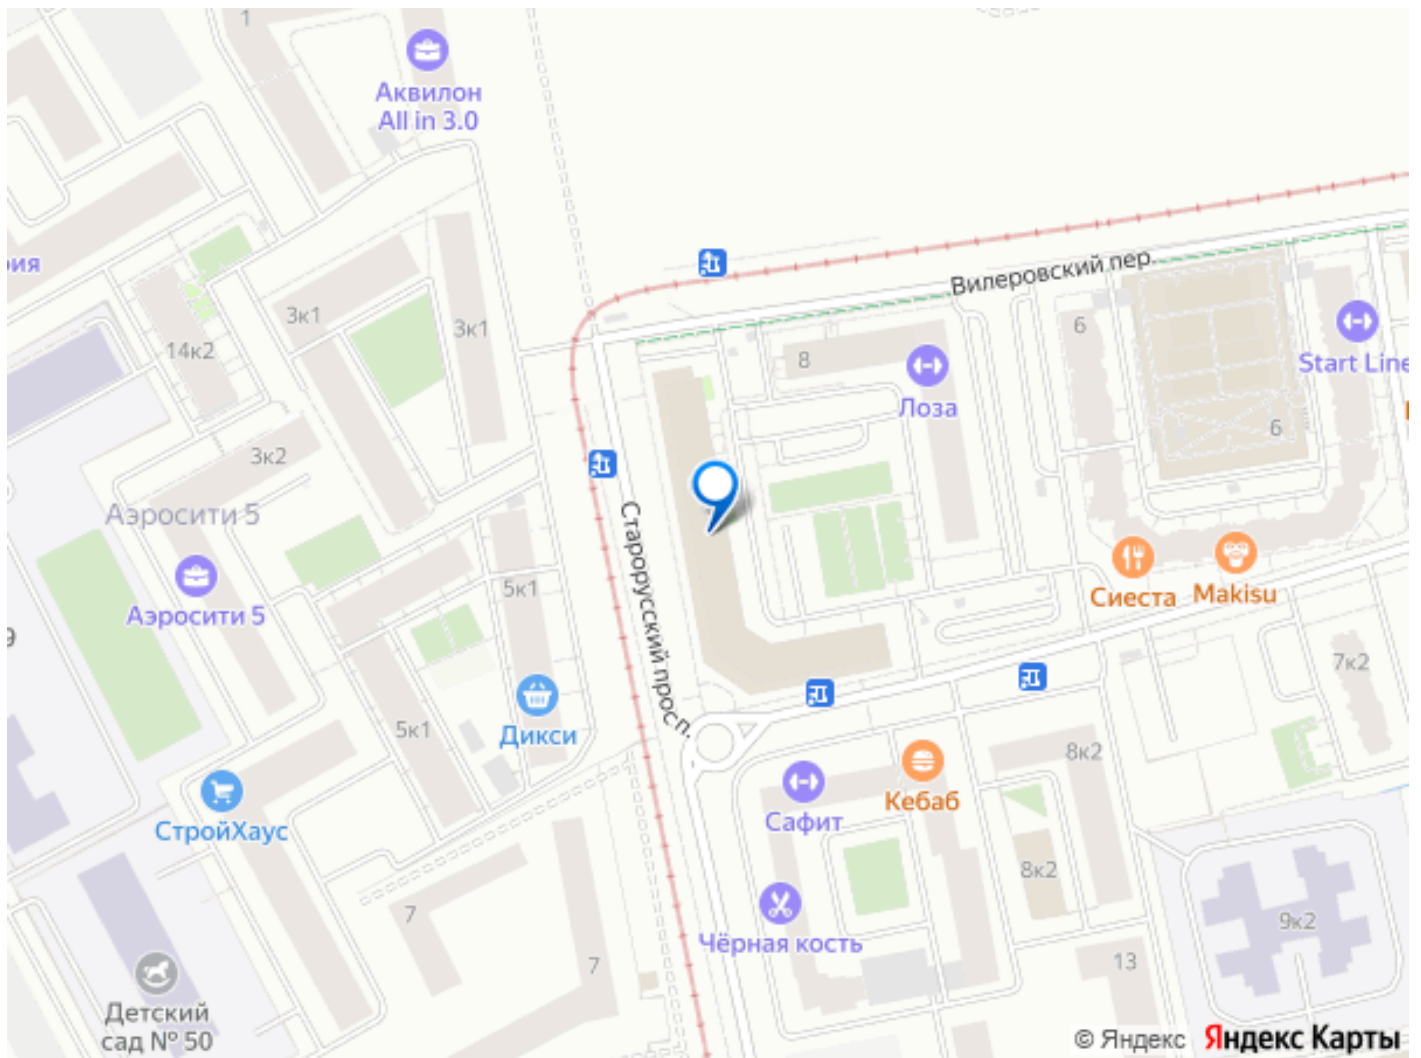 1
Аквилон
All in 3.0
рия
3к1
3к1
14к2
Вилеровский пер.
6
8
Start Line
Лоза
6
3к2
Аэросити 5
Аэросити 5
Старорусский просп.
5к1
Сиеста
Makisu
9
7к2
5к1
Дикси
8к2
СтройХаус
Сафит
Кебаб
8к2
7
9к2
Чёрная кость
7
13
Детский
сад № 50
© Яндекс Яндекс Карты